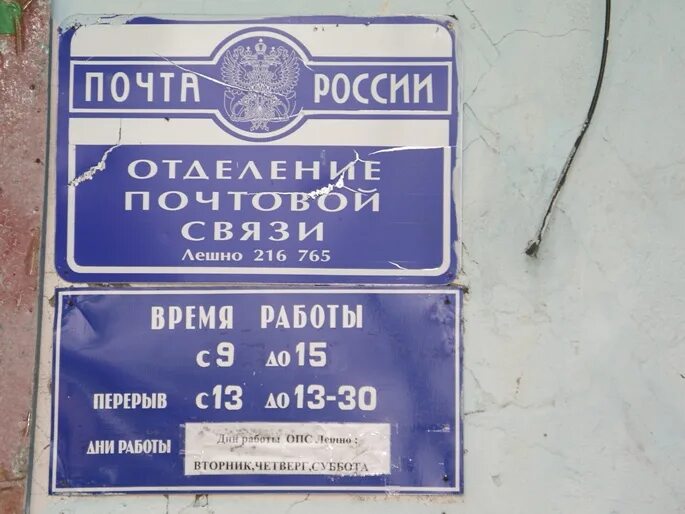 ПОЧТА РОССИИ
ОТДЕЛЕНИЕ
ПОЧТОВОЙ
СВЯЗИ
Лешно 216 765
ВРЕМЯ РАБОТЫ
с 9 до 15
ПЕРЕРЫВ с 13 до 13-30
ДНИ РАБОТЫ
Дни работы ОПС Лешно :
ВТОРНИК,ЧЕТВЕРГ,СУББОТА